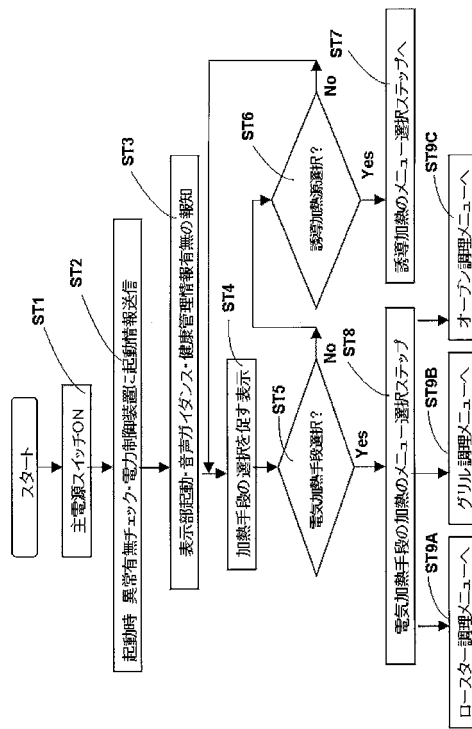 スタート
ST1
主電源スイッチON
ST2
起動時 異常有無チェック・電力制御装置に起動情報送信
ST3
表示部起動・音声ガイダンス・健康管理情報有無の報知
ST4
加熱手段の選択を促す表示
ST5
電気加熱手段選択?
No
Yes
ST6
誘導加熱源選択?
No
Yes
ST7
誘導加熱のメニュー選択ステップへ
ST8
電気加熱手段の加熱のメニュー選択ステップ
ST9A
ロースター調理メニューへ
ST9B
グリル調理メニューへ
ST9C
オーブン調理メニューへ